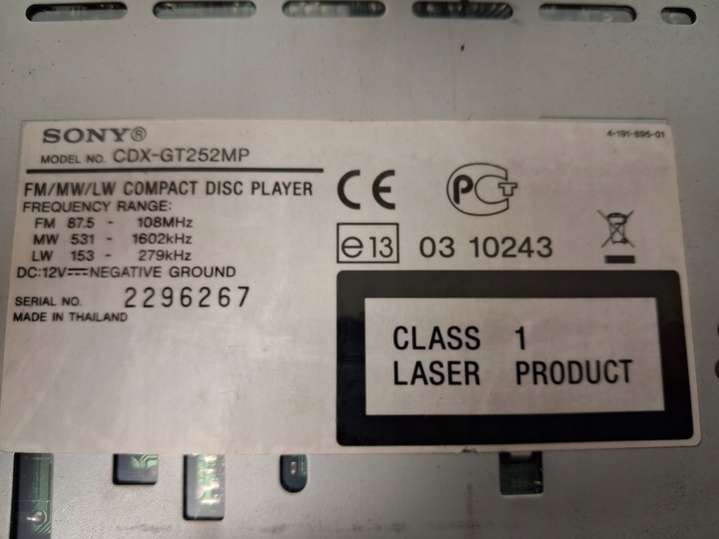 SONY®
4-191-695-01
MODEL NO. CDX-GT252MP
FM/MW/LW COMPACT DISC PLAYER
FREQUENCY RANGE:
FM 87.5 - 108MHz
MW 531 - 1602kHz
LW 153 - 279kHz
DC:12V⎓NEGATIVE GROUND
SERIAL NO. 2296267
MADE IN THAILAND
CE
PCT
e13 03 10243
CLASS 1
LASER PRODUCT